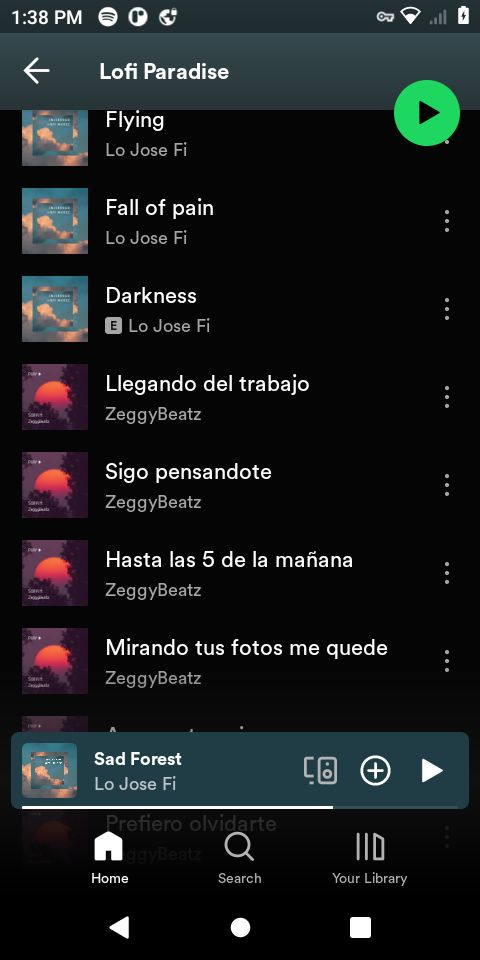 1:38 PM
Lofi Paradise
Flying
Lo Jose Fi
Fall of pain
Lo Jose Fi
Darkness
E Lo Jose Fi
Llegando del trabajo
ZeggyBeatz
Sigo pensandote
ZeggyBeatz
Hasta las 5 de la mañana
ZeggyBeatz
Mirando tus fotos me quede
ZeggyBeatz
Sad Forest
Lo Jose Fi
Prefiero olvidarte
ZeggyBeatz
Home
Search
Your Library